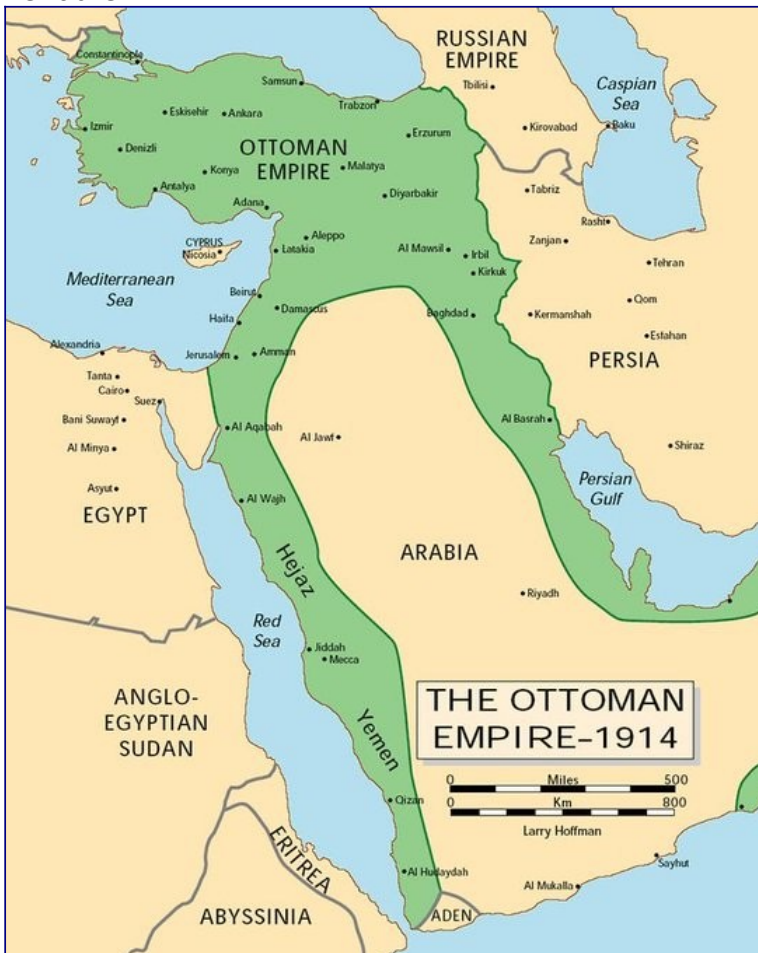 Constantinople
RUSSIAN
EMPIRE
Tbilisi
Caspian
Sea
Samsun
Trabzon
Eskisehir
Ankara
Izmir
Denizli
OTTOMAN
EMPIRE
Erzurum
Kirovabad
Baku
Konya
Malatya
Antalya
Diyarbakir
Tabriz
Adana
Rasht
CYPRUS
Nicosia
Aleppo
Latakia
Al Mawsil
Irbil
Kirkuk
Zanjan
Tehran
Mediterranean
Sea
Beirut
Damascus
Baghdad
Kermanshah
Qom
Haifa
Esfahan
Alexandria
Jerusalem
Amman
PERSIA
Tanta
Cairo
Suez
Bani Suwayf
Al Aqabah
Al Jawf
Al Basrah
Al Minya
Shiraz
Asyut
Al Wajh
Persian
Gulf
EGYPT
Hejaz
ARABIA
Riyadh
Red
Sea
Jiddah
Mecca
ANGLO-
EGYPTIAN
SUDAN
Yemen
THE OTTOMAN
EMPIRE-1914
0 Miles 500
0 Km 800
Larry Hoffman
Qizan
ERITREA
Al Hudaydah
Sayhut
Al Mukalla
ABYSSINIA
ADEN